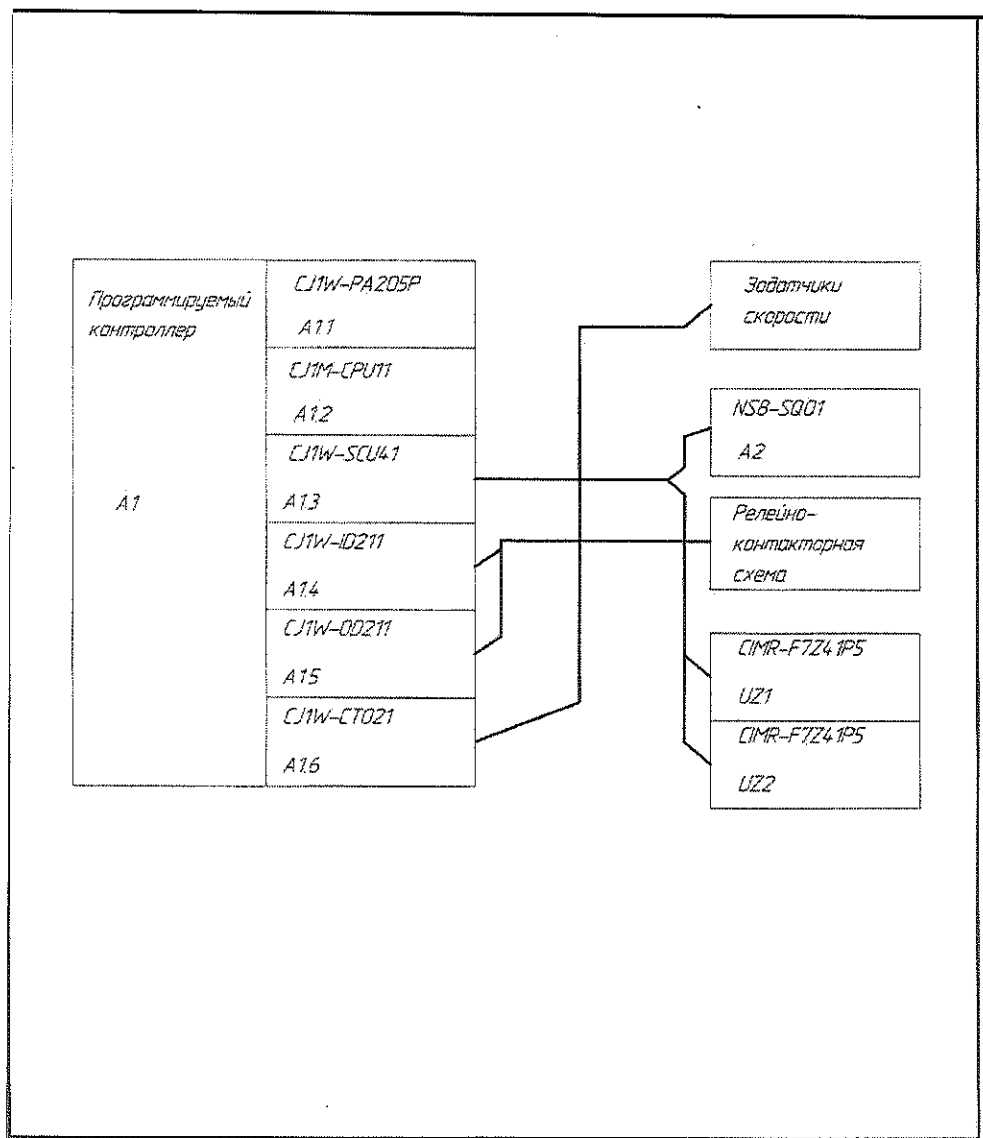 Программируемый
контроллер
A1
CJ1W-PA205P
A1.1
CJ1M-CPU11
A1.2
CJ1W-SCU41
A1.3
CJ1W-ID211
A1.4
CJ1W-OD211
A1.5
CJ1W-CT021
A1.6
Задатчики
скорости
NS8-SQ01
A2
Релейно-
контакторная
схема
CIMR-F7Z41P5
UZ1
CIMR-F7Z41P5
UZ2